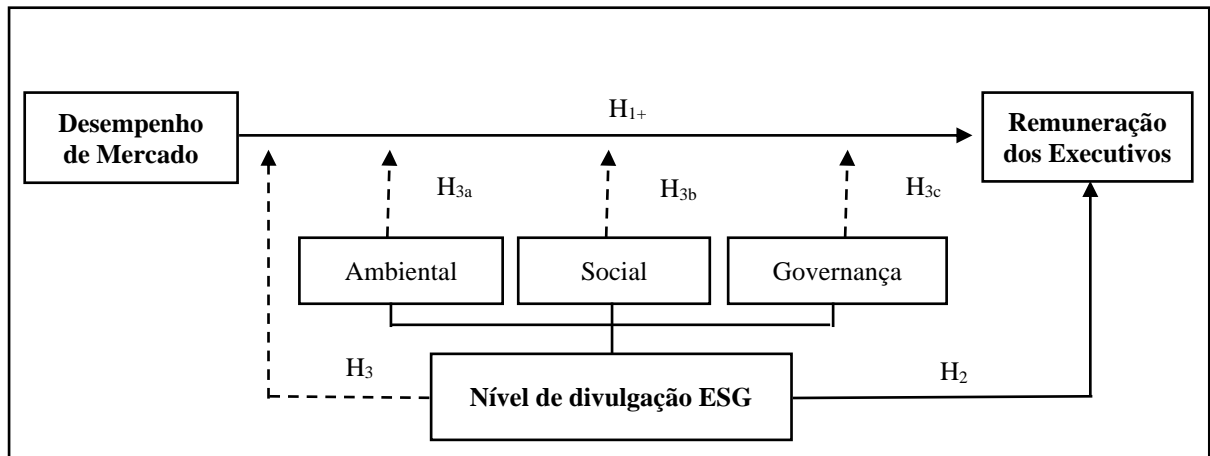 H1+
Desempenho
de Mercado
Remuneração
dos Executivos
H3a
H3b
H3c
Ambiental
Social
Governança
H3
H2
Nível de divulgação ESG